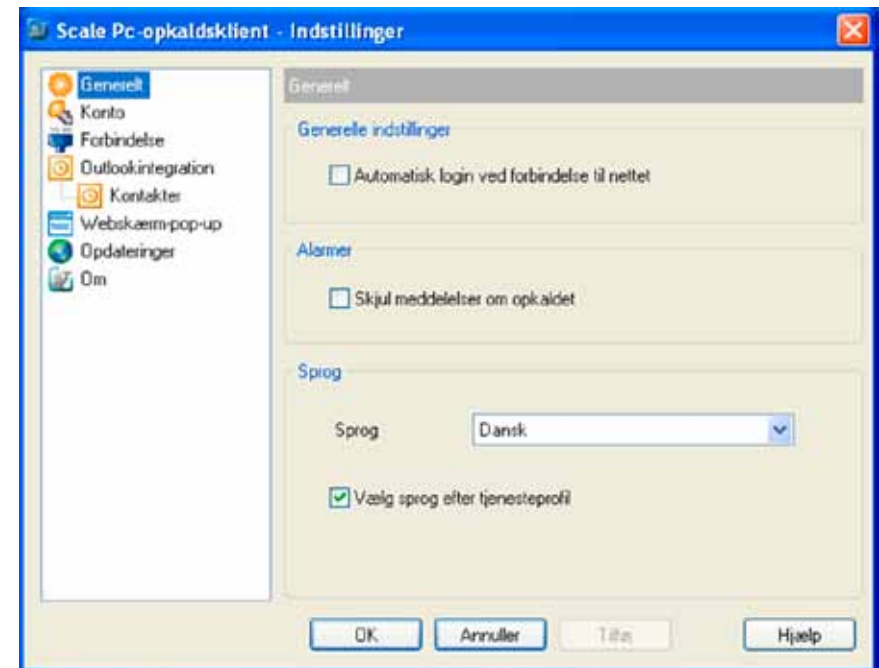 Scale Pc-opkaldsklient - Indstillinger
Generelt
Konto
Forbindelse
Outlookintegration
Kontakter
Webskærm-pop-up
Opdateringer
Om
Generelt
Generelle indstillinger
Automatisk login ved forbindelse til nettet
Alarmer
Skjul meddelelser om opkaldet
Sprog
Sprog
Dansk
Vælg sprog efter tjenesteprofil
OK
Annuller
Tilføj
Hjælp